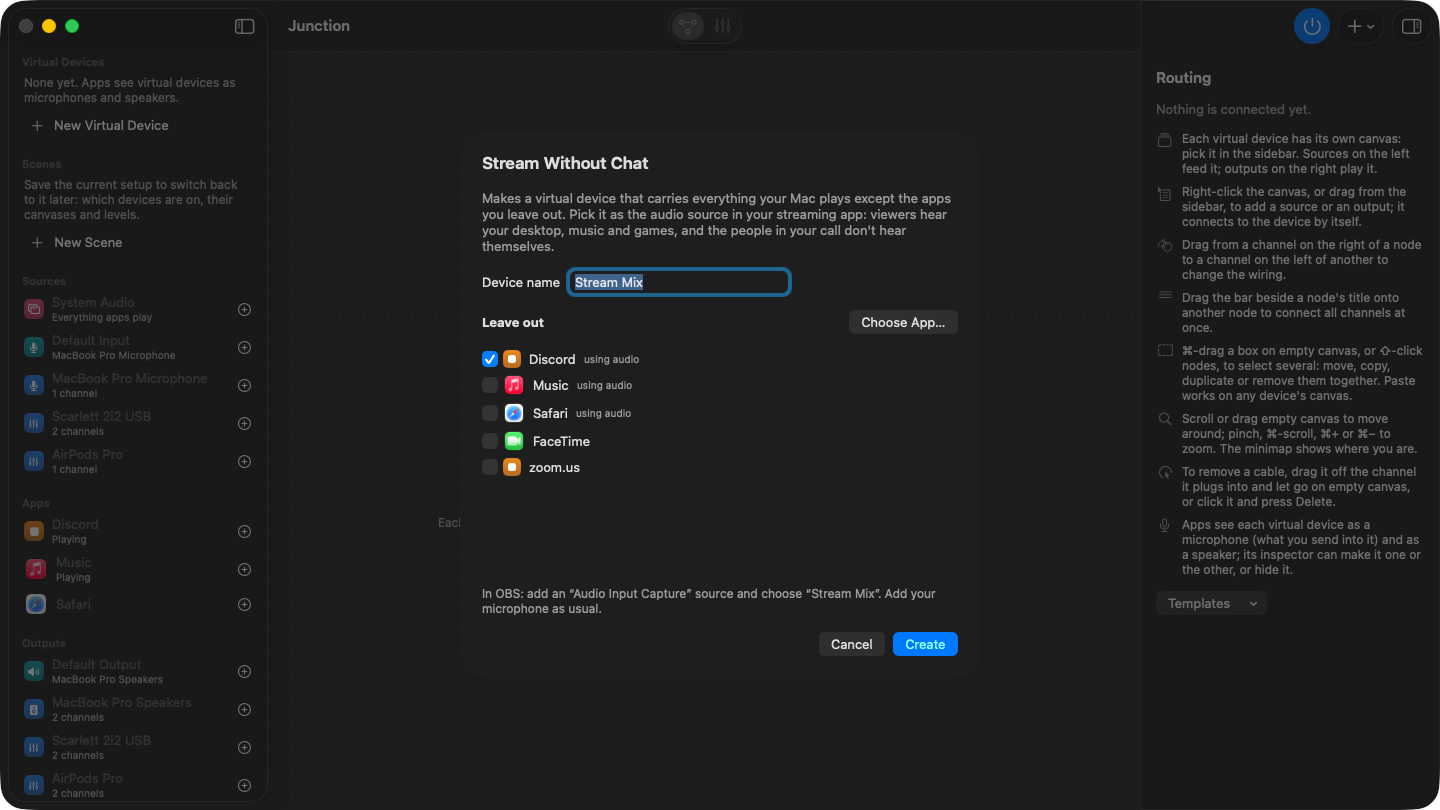 Junction
Virtual Devices
None yet. Apps see virtual devices as
microphones and speakers.
New Virtual Device
Scenes
Save the current setup to switch back
to it later: which devices are on, their
canvases and levels.
New Scene
Sources
System Audio
Everything apps play
Default Input
MacBook Pro Microphone
MacBook Pro Microphone
1 channel
Scarlett 2i2 USB
2 channels
AirPods Pro
1 channel
Apps
Discord
Playing
Music
Playing
Safari
Outputs
Default Output
MacBook Pro Speakers
MacBook Pro Speakers
2 channels
Scarlett 2i2 USB
2 channels
AirPods Pro
2 channels
Eac
Stream Without Chat
Makes a virtual device that carries everything your Mac plays except the apps
you leave out. Pick it as the audio source in your streaming app: viewers hear
your desktop, music and games, and the people in your call don't hear
themselves.
Device name Stream Mix
Leave out Choose App...
Discord using audio
Music using audio
Safari using audio
FaceTime
zoom.us
In OBS: add an “Audio Input Capture” source and choose “Stream Mix”. Add your
microphone as usual.
Cancel Create
Routing
Nothing is connected yet.
Each virtual device has its own canvas:
pick it in the sidebar. Sources on the left
feed it; outputs on the right play it.
Right-click the canvas, or drag from the
sidebar, to add a source or an output; it
connects to the device by itself.
Drag from a channel on the right of a node
to a channel on the left of another to
change the wiring.
Drag the bar beside a node's title onto
another node to connect all channels at
once.
⌘-drag a box on empty canvas, or ⇧-click
nodes, to select several: move, copy,
duplicate or remove them together. Paste
works on any device's canvas.
Scroll or drag empty canvas to move
around; pinch, ⌘-scroll, ⌘+ or ⌘− to
zoom. The minimap shows where you are.
To remove a cable, drag it off the channel
it plugs into and let go on empty canvas,
or click it and press Delete.
Apps see each virtual device as a
microphone (what you send into it) and as
a speaker; its inspector can make it one or
the other, or hide it.
Templates